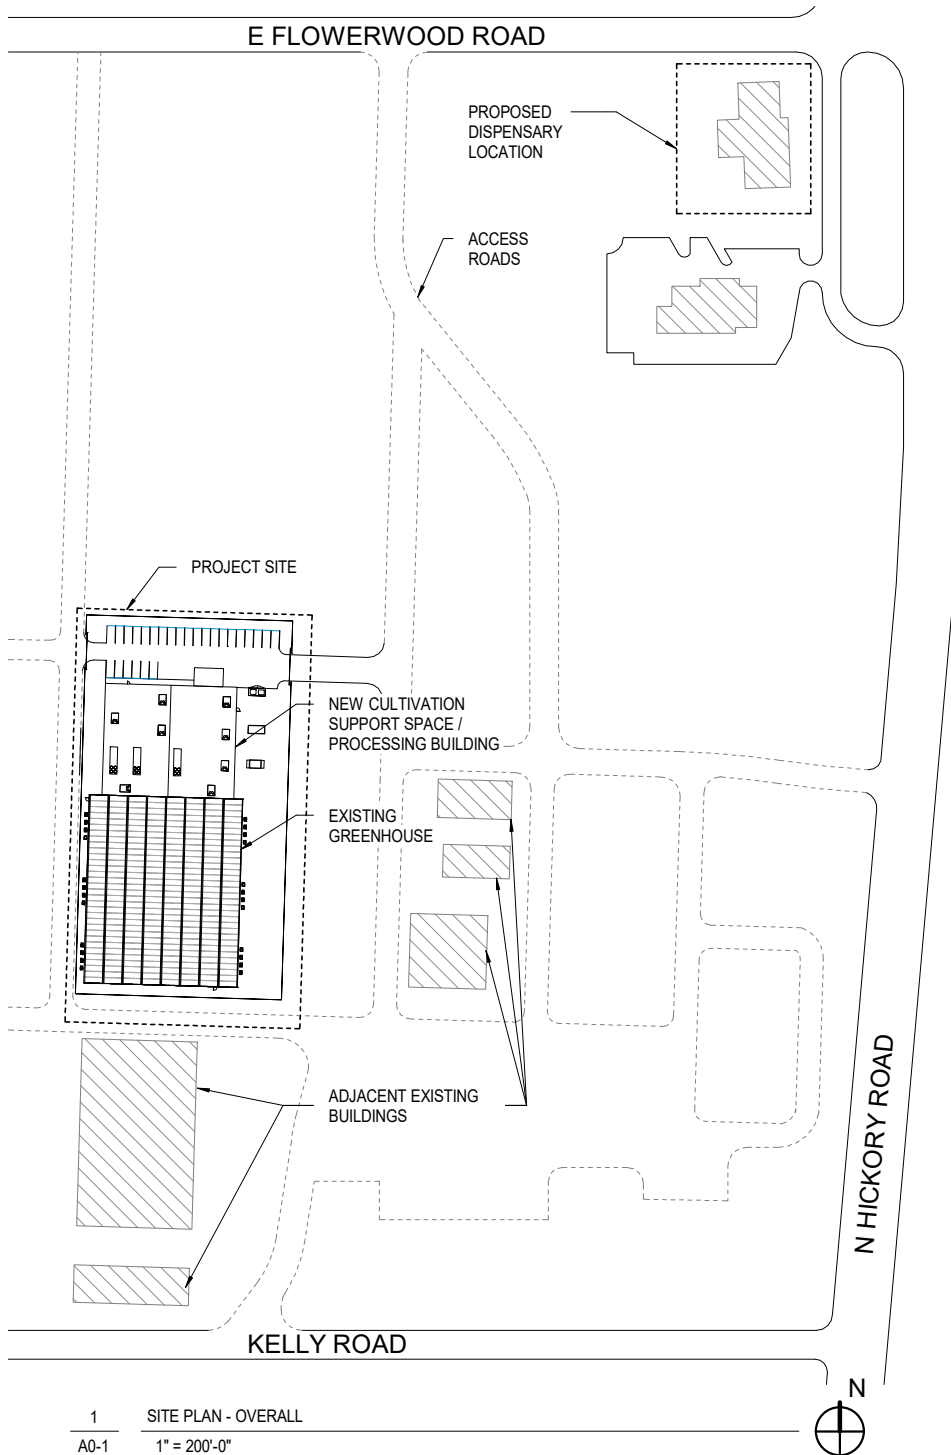 E FLOWERWOOD ROAD
PROPOSED
DISPENSARY
LOCATION
ACCESS
ROADS
PROJECT SITE
NEW CULTIVATION
SUPPORT SPACE /
PROCESSING BUILDING
EXISTING
GREENHOUSE
ADJACENT EXISTING
BUILDINGS
N HICKORY ROAD
KELLY ROAD
N
1
SITE PLAN - OVERALL
A0-1
1" = 200'-0"